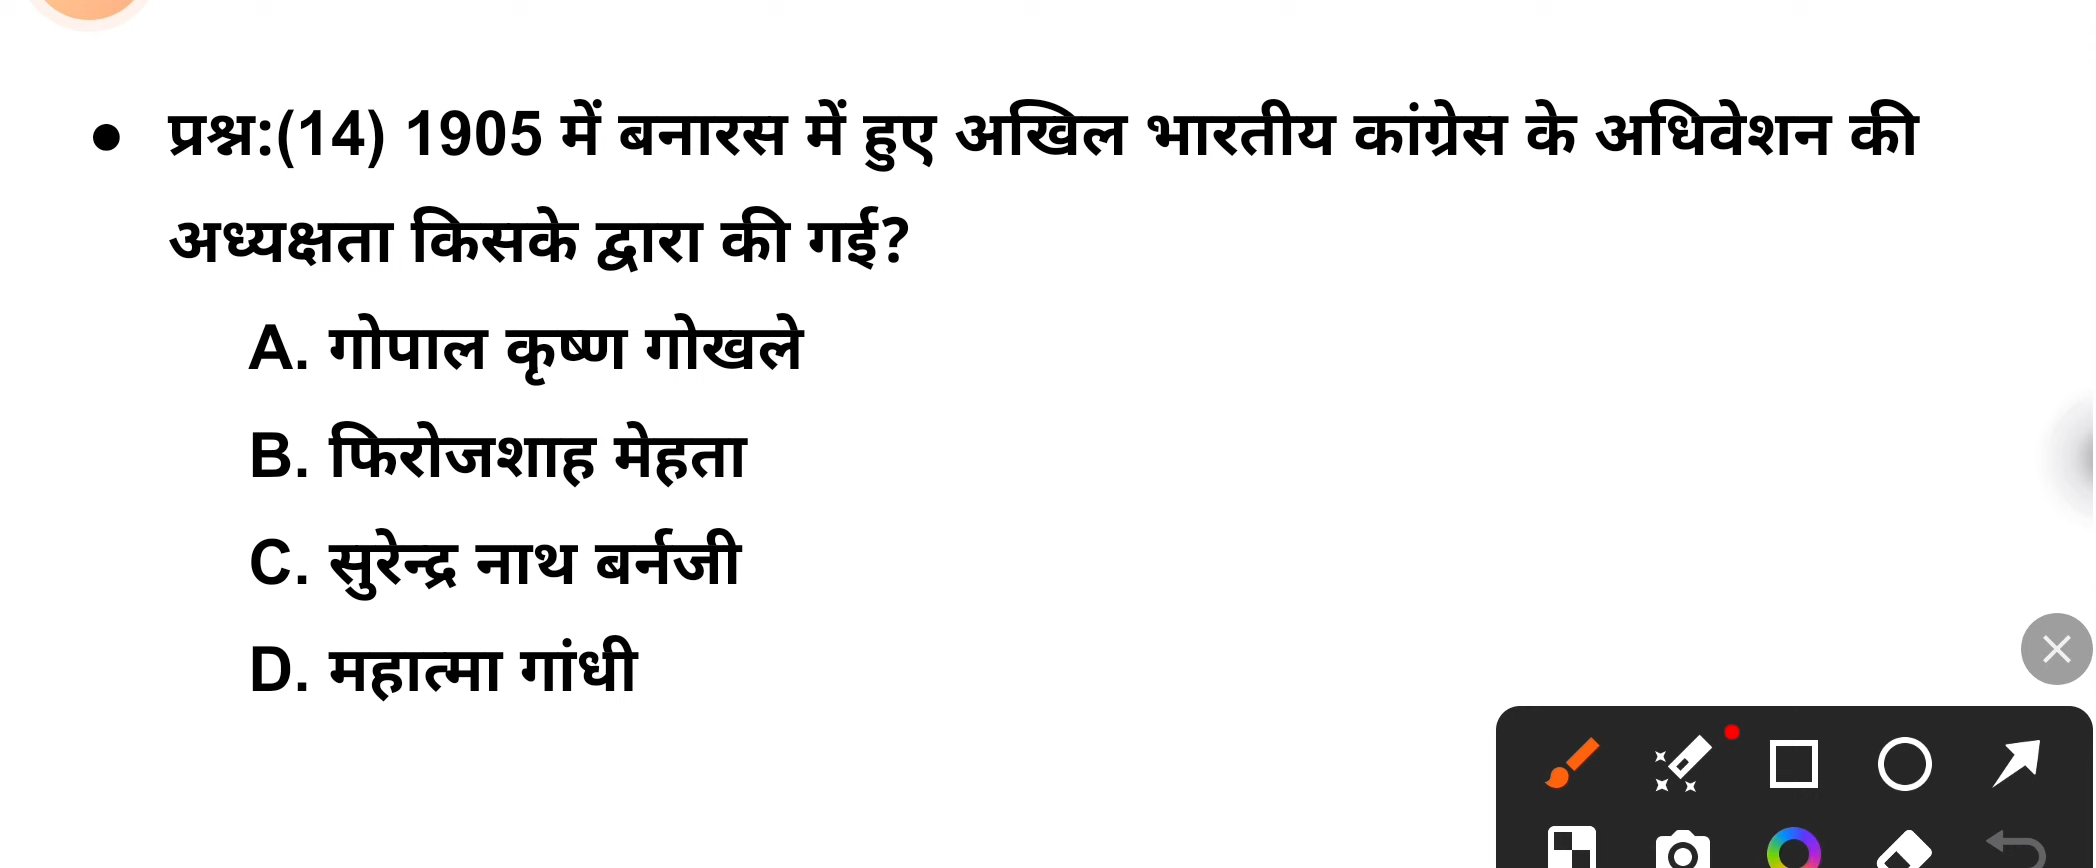 • प्रश्न:(14) 1905 में बनारस में हुए अखिल भारतीय कांग्रेस के अधिवेशन की
अध्यक्षता किसके द्वारा की गई?
A. गोपाल कृष्ण गोखले
B. फिरोजशाह मेहता
C. सुरेन्द्र नाथ बर्नजी
D. महात्मा गांधी